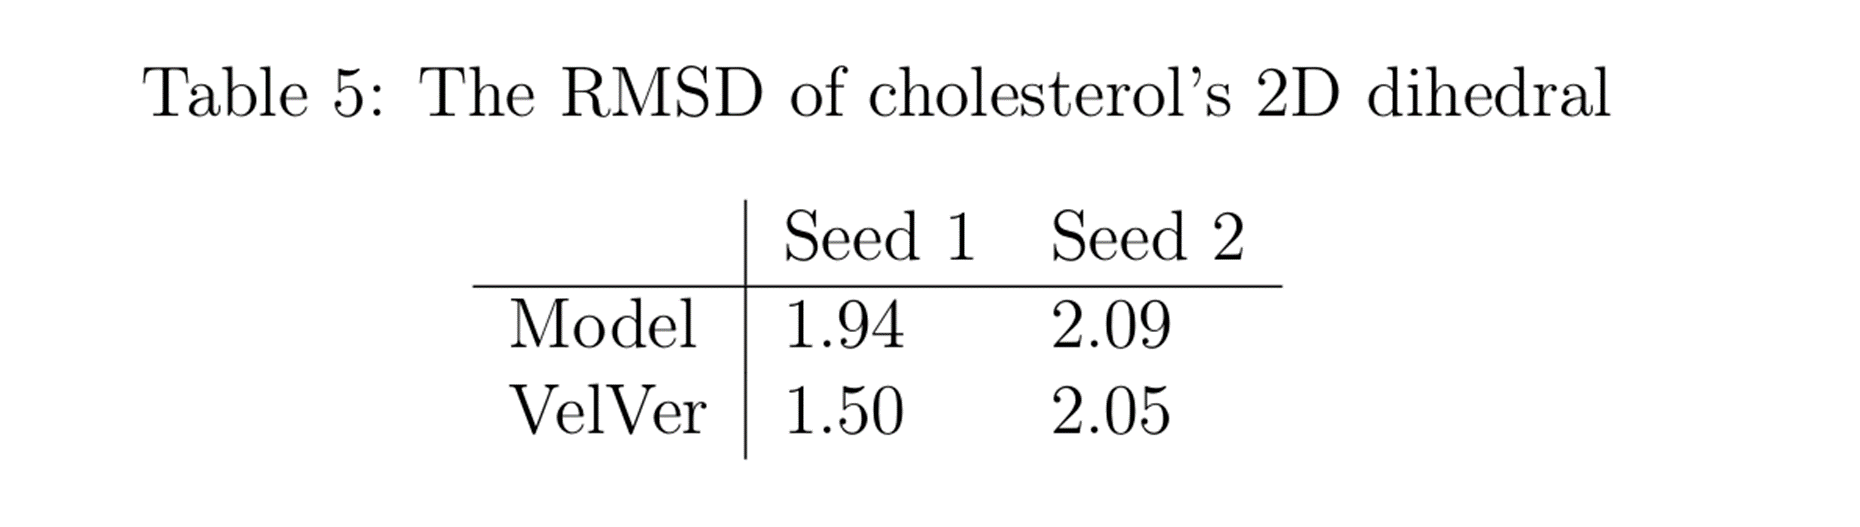 Table 5: The RMSD of cholesterol's 2D dihedral
Seed 1 Seed 2
Model 1.94 2.09
VelVer 1.50 2.05